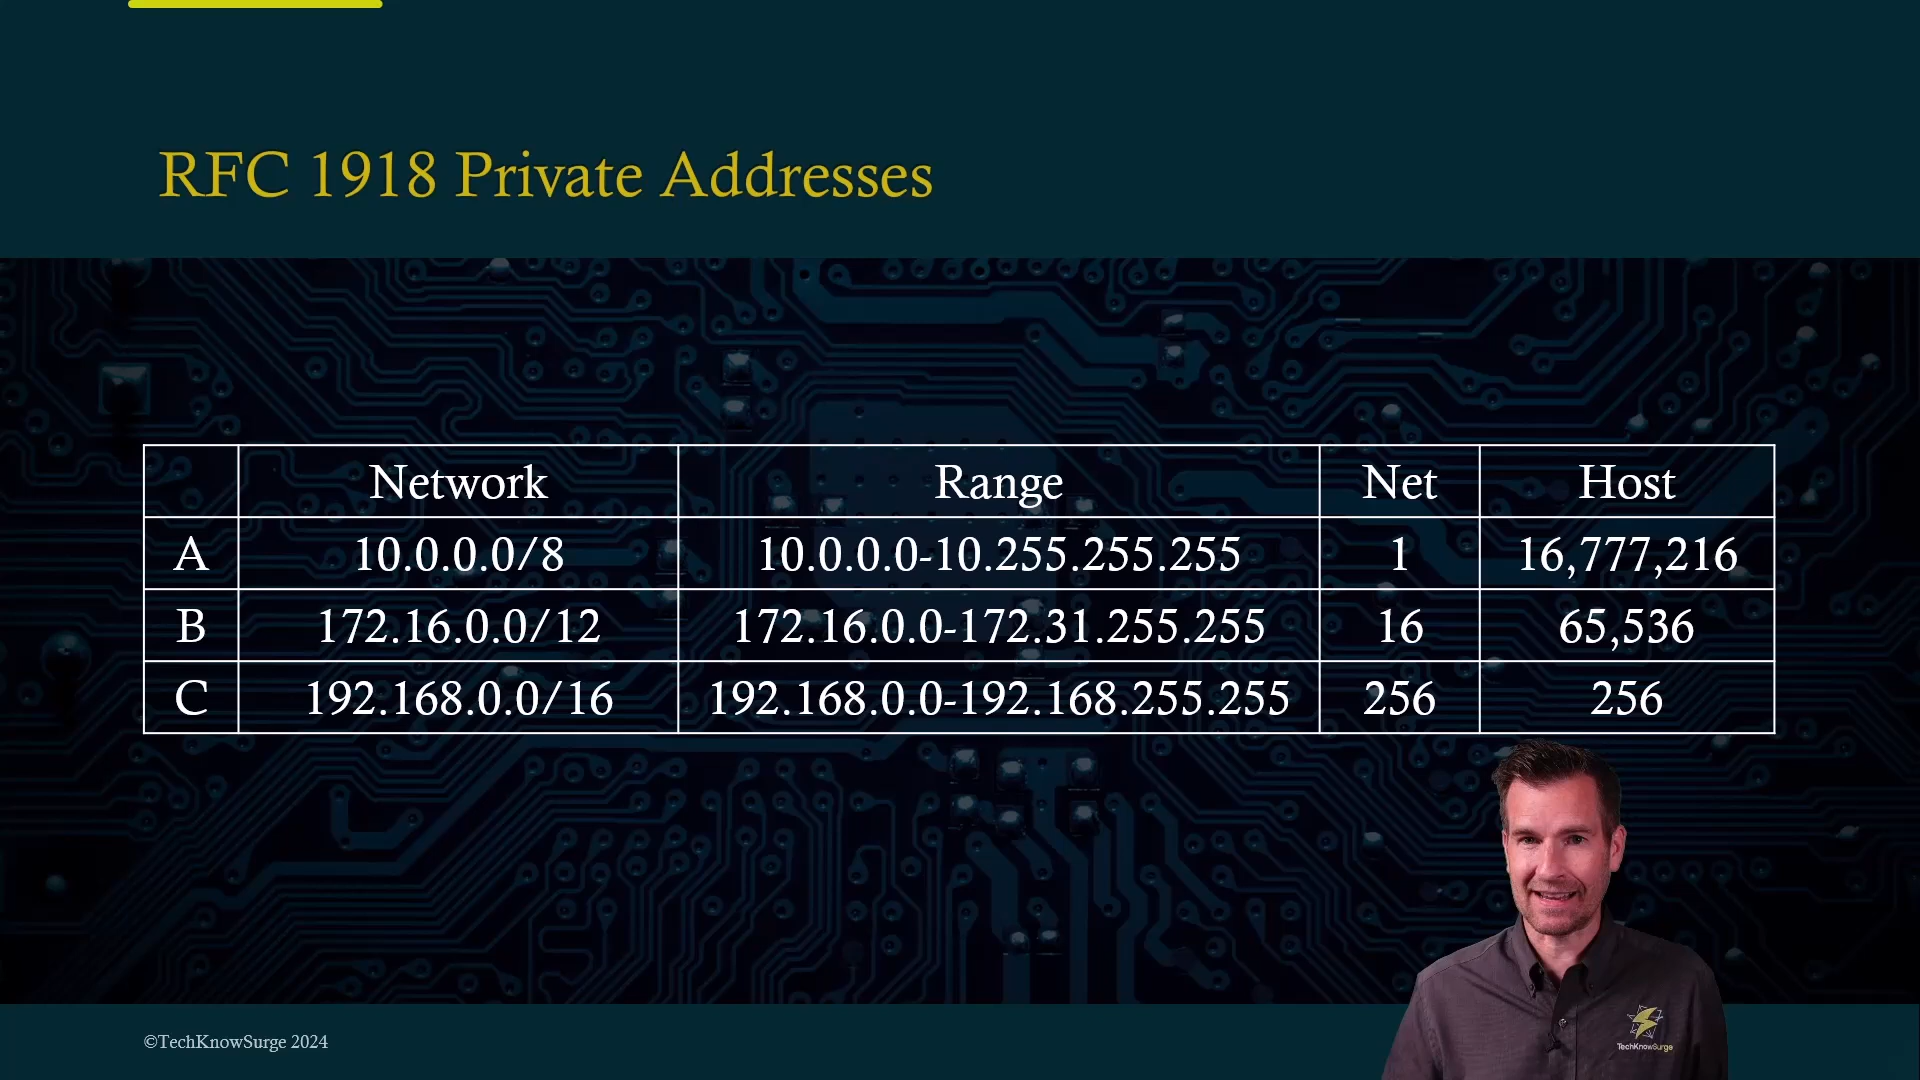 RFC 1918 Private Addresses
Network Range Net Host
A 10.0.0.0/8 10.0.0.0-10.255.255.255 1 16,777,216
B 172.16.0.0/12 172.16.0.0-172.31.255.255 16 65,536
C 192.168.0.0/16 192.168.0.0-192.168.255.255 256 256
TechKnowSurge
©TechKnowSurge 2024